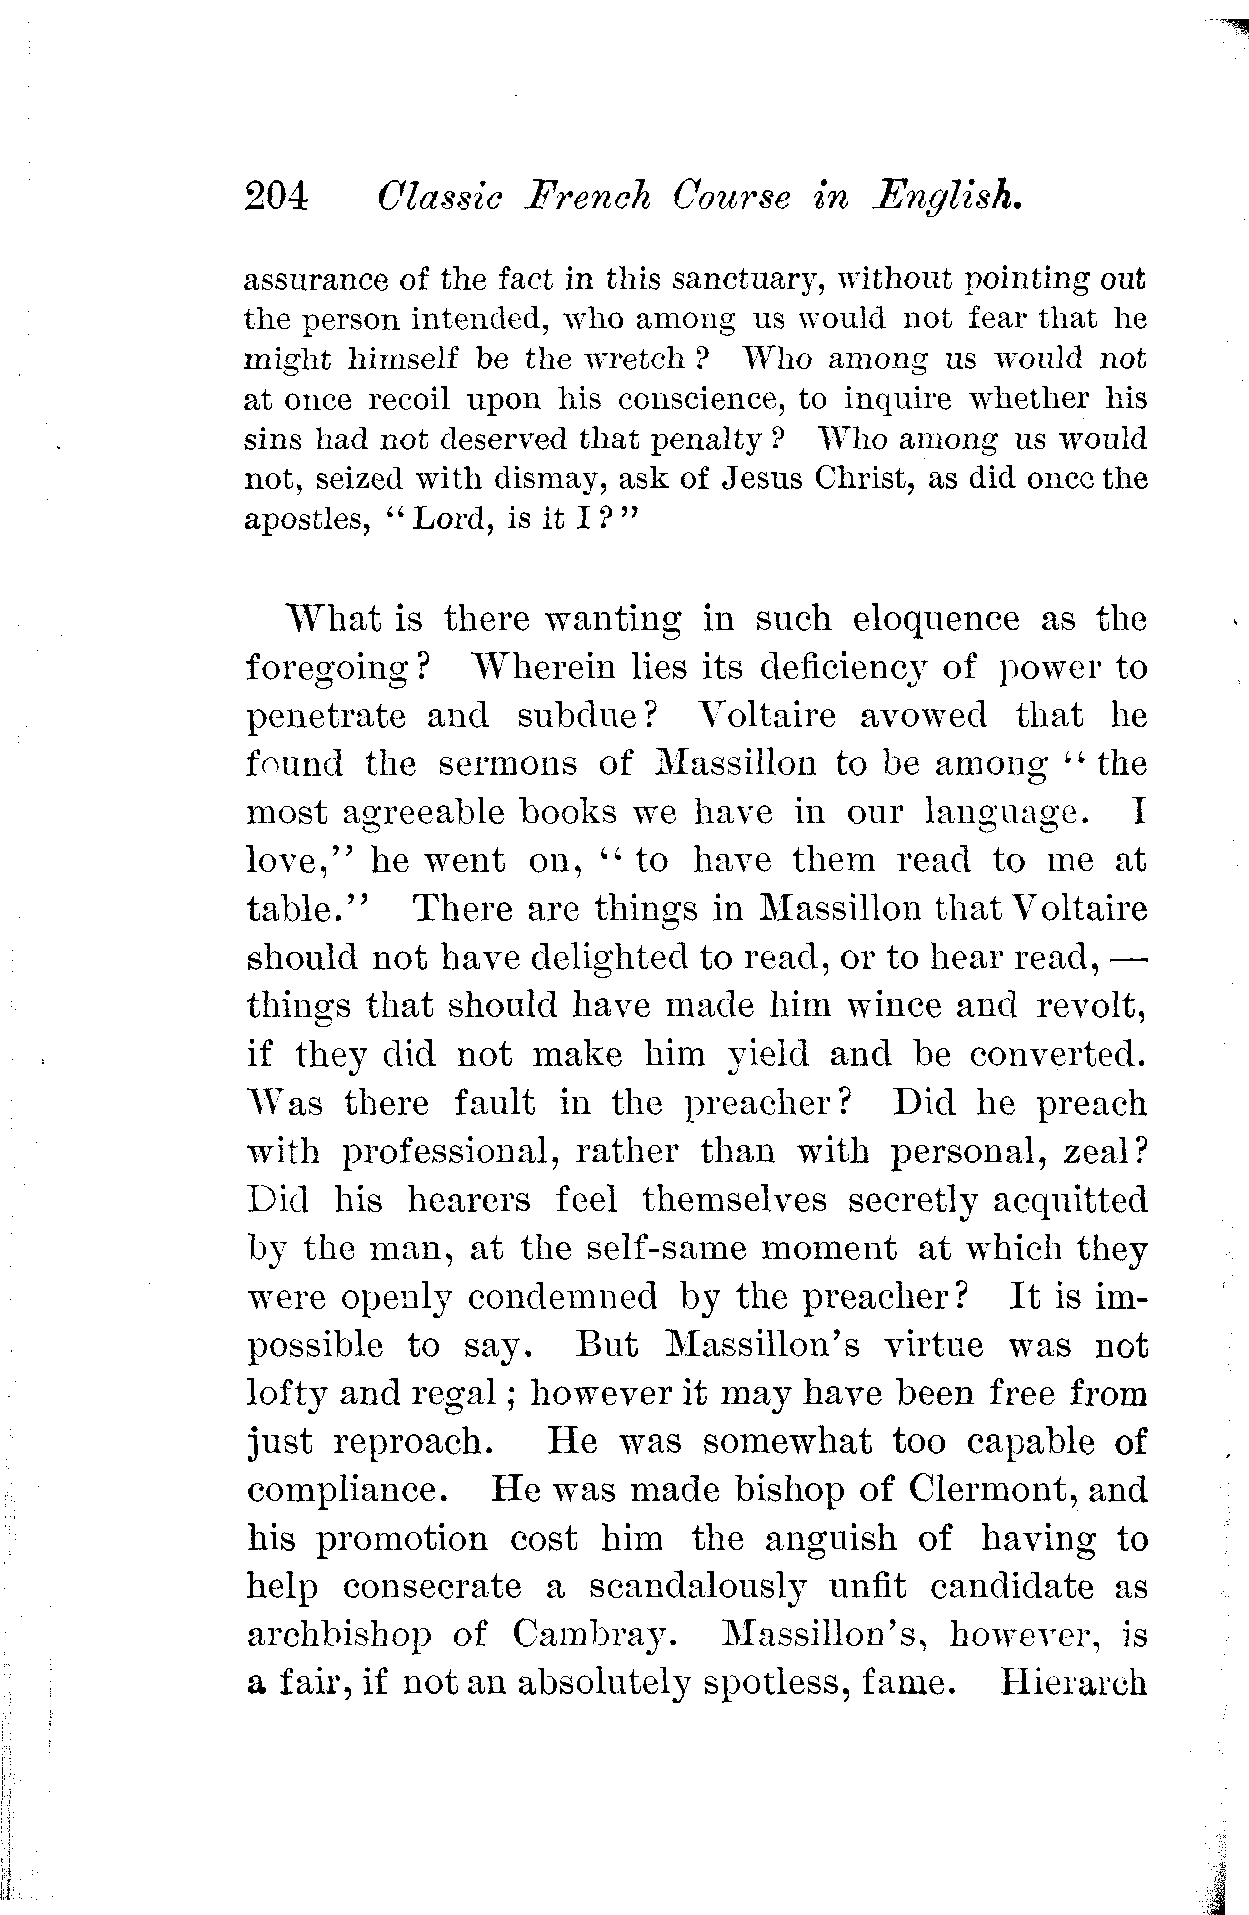 204 Classic French Course in English.
assurance of the fact in this sanctuary, without pointing out
the person intended, who among us would not fear that he
might himself be the wretch? Who among us would not
at once recoil upon his conscience, to inquire whether his
sins had not deserved that penalty? Who among us would
not, seized with dismay, ask of Jesus Christ, as did once the
apostles, "Lord, is it I?"
What is there wanting in such eloquence as the
foregoing? Wherein lies its deficiency of power to
penetrate and subdue? Voltaire avowed that he
found the sermons of Massillon to be among "the
most agreeable books we have in our language. I
love," he went on, "to have them read to me at
table." There are things in Massillon that Voltaire
should not have delighted to read, or to hear read, —
things that should have made him wince and revolt,
if they did not make him yield and be converted.
Was there fault in the preacher? Did he preach
with professional, rather than with personal, zeal?
Did his hearers feel themselves secretly acquitted
by the man, at the self-same moment at which they
were openly condemned by the preacher? It is im-
possible to say. But Massillon's virtue was not
lofty and regal; however it may have been free from
just reproach. He was somewhat too capable of
compliance. He was made bishop of Clermont, and
his promotion cost him the anguish of having to
help consecrate a scandalously unfit candidate as
archbishop of Cambray. Massillon's, however, is
a fair, if not an absolutely spotless, fame. Hierarch